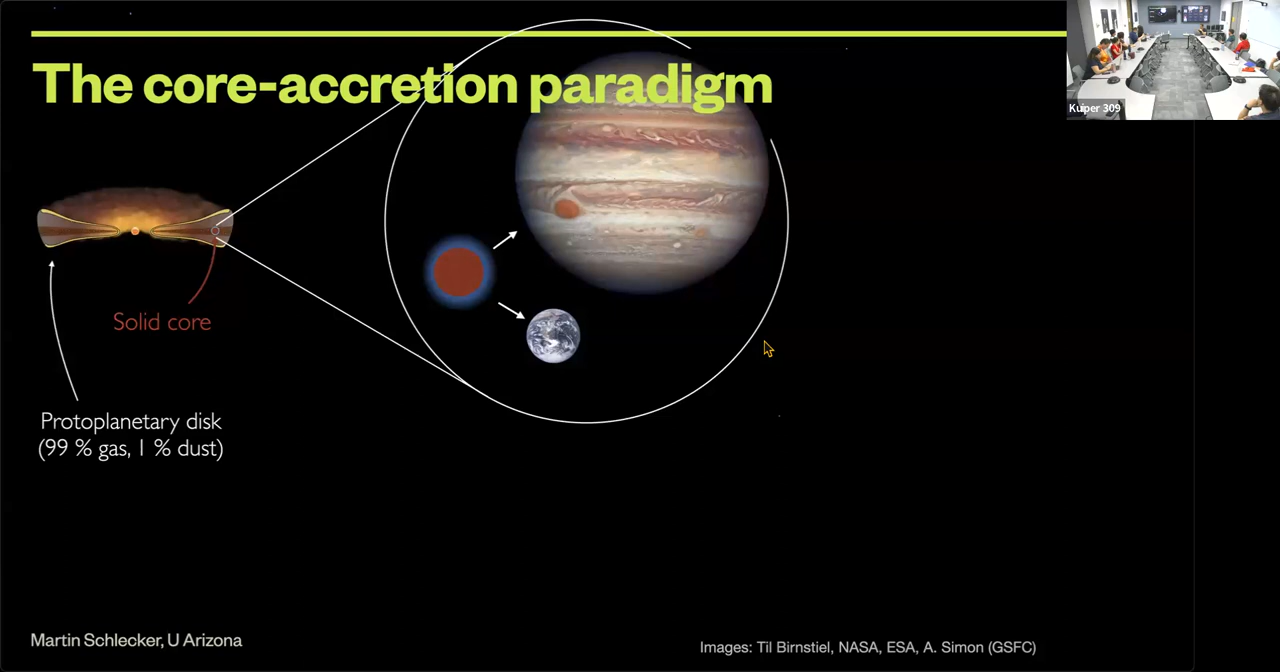 The core-accretion paradigm
Kuiper 309
Solid core
Protoplanetary disk
(99 % gas, 1 % dust)
Martin Schlecker, U Arizona
Images: Til Birnstiel, NASA, ESA, A. Simon (GSFC)